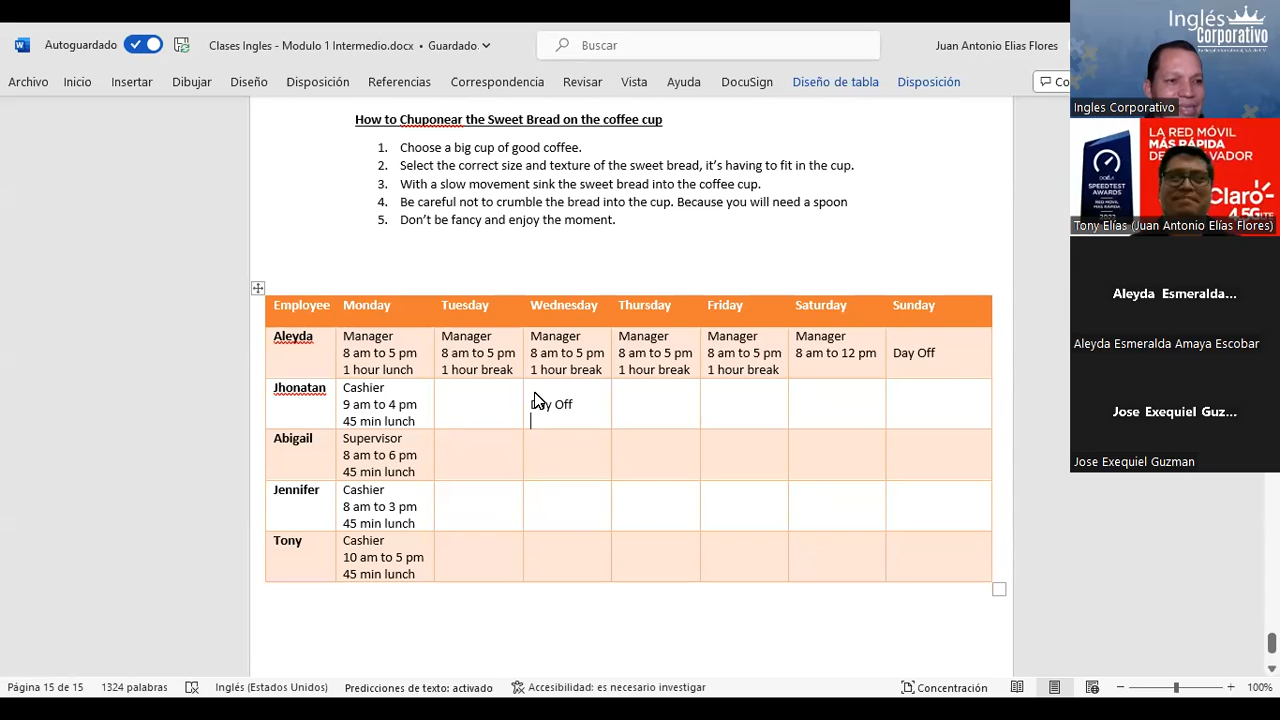 Autoguardado
Clases Ingles - Modulo 1 Intermedio.docx • Guardado
Buscar
Juan Antonio Elias Flores
Archivo Inicio Insertar Dibujar Diseño Disposición Referencias Correspondencia Revisar Vista Ayuda DocuSign Diseño de tabla Disposición
How to Chuponear the Sweet Bread on the coffee cup
1. Choose a big cup of good coffee.
2. Select the correct size and texture of the sweet bread, it's having to fit in the cup.
3. With a slow movement sink the sweet bread into the coffee cup.
4. Be careful not to crumble the bread into the cup. Because you will need a spoon
5. Don't be fancy and enjoy the moment.
Employee Monday Tuesday Wednesday Thursday Friday Saturday Sunday
Aleyda Manager Manager Manager Manager Manager Manager
8 am to 5 pm 8 am to 5 pm 8 am to 5 pm 8 am to 5 pm 8 am to 5 pm 8 am to 12 pm Day Off
1 hour lunch 1 hour break 1 hour break 1 hour break 1 hour break
Jhonatan Cashier
9 am to 4 pm Day Off
45 min lunch
Abigail Supervisor
8 am to 6 pm
45 min lunch
Jennifer Cashier
8 am to 3 pm
45 min lunch
Tony Cashier
10 am to 5 pm
45 min lunch
Página 15 de 15 1324 palabras Inglés (Estados Unidos) Predicciones de texto: activado Accesibilidad: es necesario investigar Concentración 100%
Inglés
Corporativo
Ingles Corporativo
LA RED MÓVIL
MÁS RÁPIDA
SPEEDTEST
AWARDS
Claro
4.5G LTE
Tony Elías (Juan Antonio Elías Flores)
Aleyda Esmeralda...
Aleyda Esmeralda Amaya Escobar
Jose Exequiel Guz...
Jose Exequiel Guzman